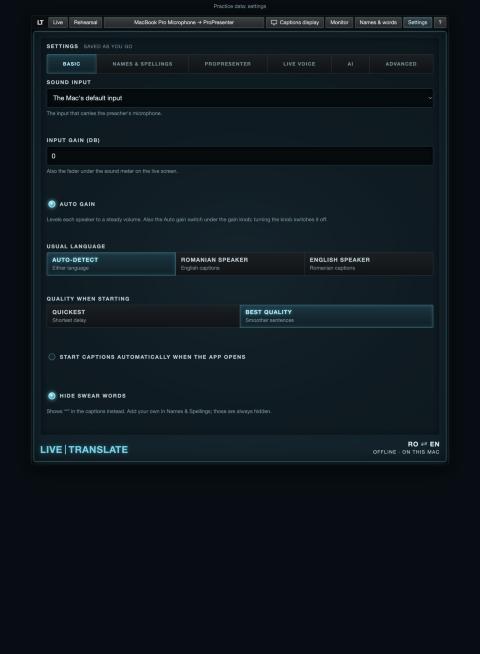 Practice data: settings
LT Live Rehearsal MacBook Pro Microphone → ProPresenter Captions display Monitor Names & words Settings ?
SETTINGS SAVED AS YOU GO
BASIC NAMES & SPELLINGS PROPRESENTER LIVE VOICE AI ADVANCED
SOUND INPUT
The Mac's default input
The input that carries the preacher's microphone.
INPUT GAIN (DB)
0
Also the fader under the sound meter on the live screen.
AUTO GAIN
Levels each speaker to a steady volume. Also the Auto gain switch under the gain knob; turning the knob switches it off.
USUAL LANGUAGE
AUTO-DETECT ROMANIAN SPEAKER ENGLISH SPEAKER
Either language English captions Romanian captions
QUALITY WHEN STARTING
QUICKEST BEST QUALITY
Shortest delay Smoother sentences
START CAPTIONS AUTOMATICALLY WHEN THE APP OPENS
HIDE SWEAR WORDS
Shows "*" in the captions instead. Add your own in Names & Spellings; those are always hidden.
LIVE | TRANSLATE RO ⇄ EN
OFFLINE · ON THIS MAC